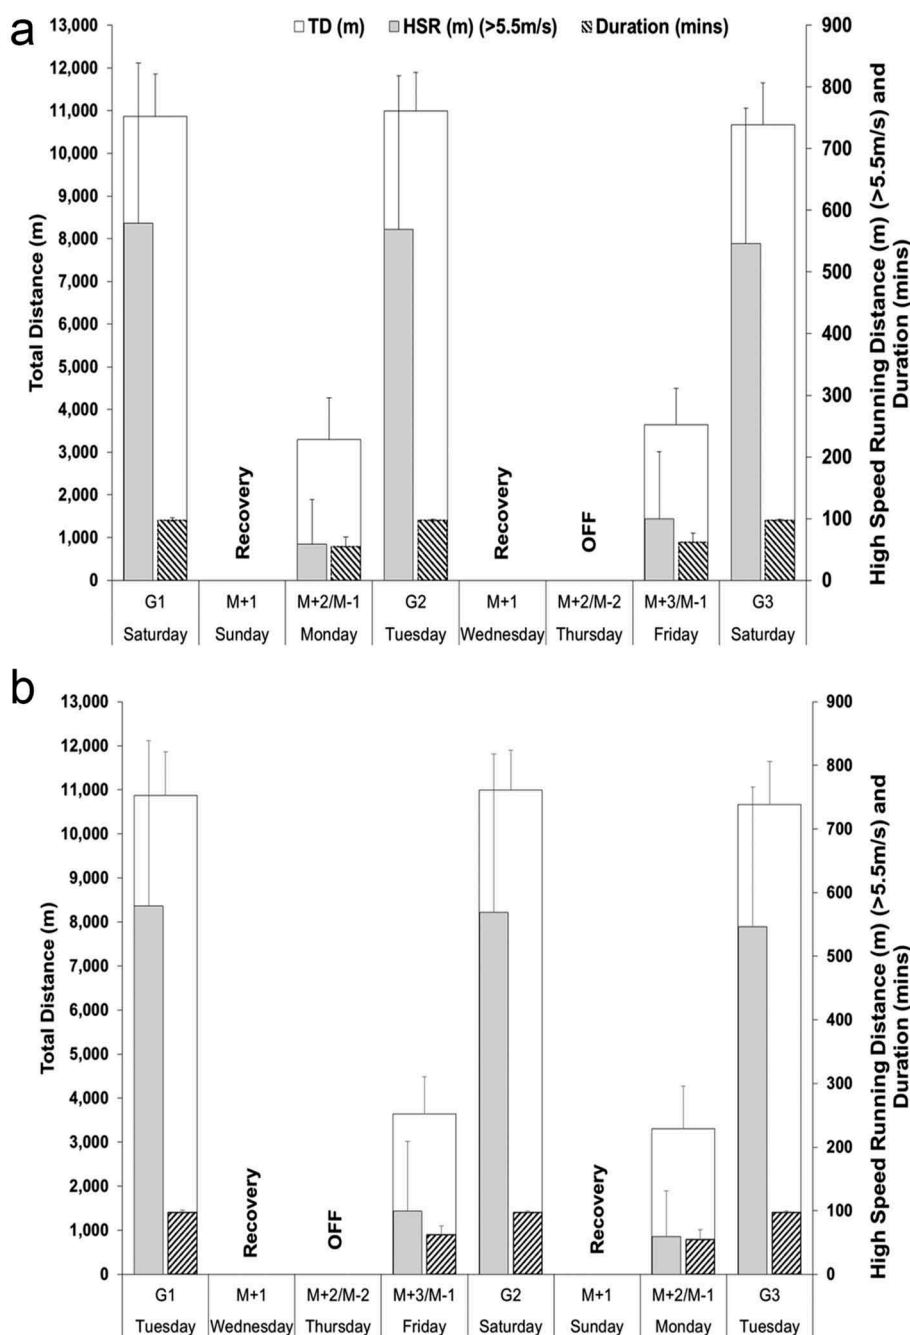 a
TD (m) HSR (m) (>5.5m/s) Duration (mins)
13,000
12,000
11,000
10,000
9,000
8,000
7,000
6,000
5,000
4,000
3,000
2,000
1,000
0
Total Distance (m)
900
800
700
600
500
400
300
200
100
0
High Speed Running Distance (m) (>5.5m/s) and
Duration (mins)
Recovery
Recovery
OFF
G1 M+1 M+2/M-1 G2 M+1 M+2/M-2 M+3/M-1 G3
Saturday Sunday Monday Tuesday Wednesday Thursday Friday Saturday
b
13,000
12,000
11,000
10,000
9,000
8,000
7,000
6,000
5,000
4,000
3,000
2,000
1,000
0
Total Distance (m)
900
800
700
600
500
400
300
200
100
0
High Speed Running Distance (m) (>5.5m/s) and
Duration (mins)
Recovery
OFF
Recovery
G1 M+1 M+2/M-2 M+3/M-1 G2 M+1 M+2/M-1 G3
Tuesday Wednesday Thursday Friday Saturday Sunday Monday Tuesday